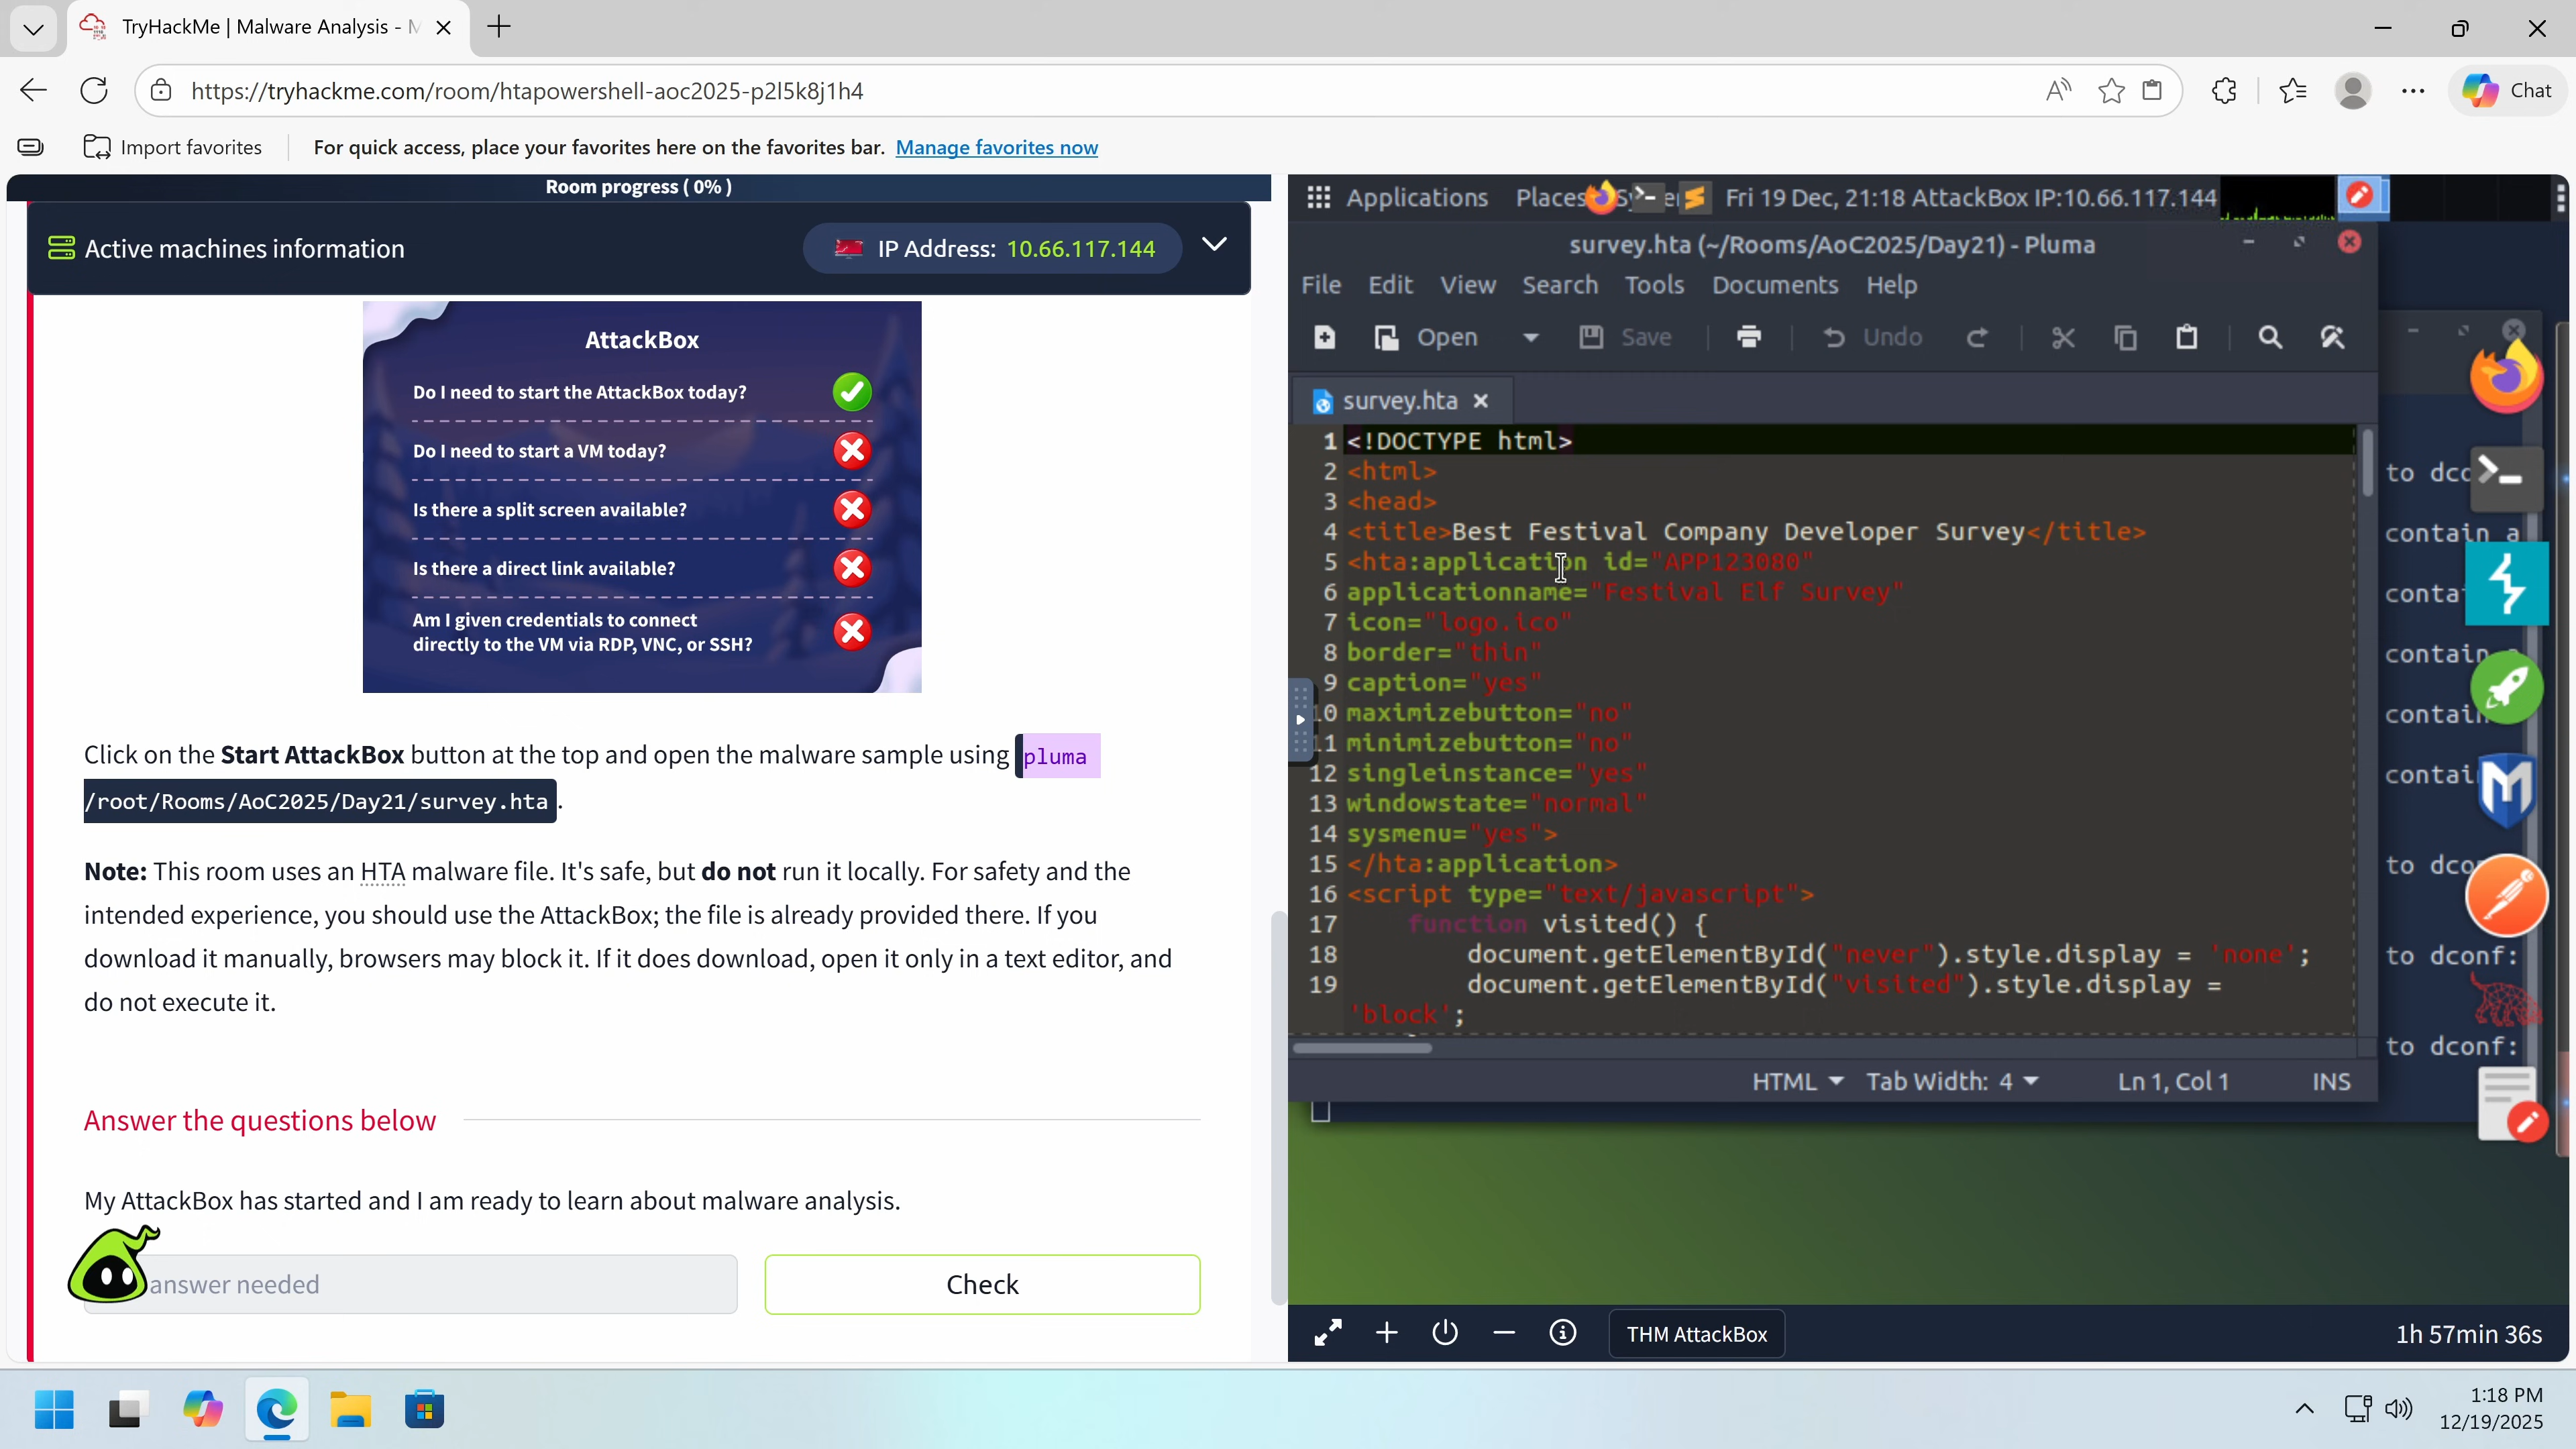 TryHackMe | Malware Analysis - M
https://tryhackme.com/room/htapowershell-aoc2025-p2l5k8j1h4
Chat
Import favorites
For quick access, place your favorites here on the favorites bar. Manage favorites now
Room progress ( 0% )
Active machines information
IP Address: 10.66.117.144
AttackBox
Do I need to start the AttackBox today?
Do I need to start a VM today?
Is there a split screen available?
Is there a direct link available?
Am I given credentials to connect
directly to the VM via RDP, VNC, or SSH?
Click on the Start AttackBox button at the top and open the malware sample using pluma
/root/Rooms/AoC2025/Day21/survey.hta .
Note: This room uses an HTA malware file. It's safe, but do not run it locally. For safety and the
intended experience, you should use the AttackBox; the file is already provided there. If you
download it manually, browsers may block it. If it does download, open it only in a text editor, and
do not execute it.
Answer the questions below
My AttackBox has started and I am ready to learn about malware analysis.
answer needed
Check
Applications Places Fri 19 Dec, 21:18 AttackBox IP:10.66.117.144
survey.hta (~/Rooms/AoC2025/Day21) - Pluma
File Edit View Search Tools Documents Help
Open Save Undo
survey.hta
1 <!DOCTYPE html>
2 <html>
3 <head>
4 <title>Best Festival Company Developer Survey</title>
5 <hta:application id="APP123080"
6 applicationname="Festival Elf Survey"
7 icon="logo.ico"
8 border="thin"
9 caption="yes"
10 maximizebutton="no"
11 minimizebutton="no"
12 singleinstance="yes"
13 windowstate="normal"
14 sysmenu="yes">
15 </hta:application>
16 <script type="text/javascript">
17 function visited() {
18 document.getElementById("never").style.display = 'none';
19 document.getElementById("visited").style.display =
'block';
HTML Tab Width: 4 Ln 1, Col 1 INS
to dco
contain a
conta
contain a
contain
contai
to dco
to dconf:
to dconf:
THM AttackBox
1h 57min 36s
1:18 PM
12/19/2025